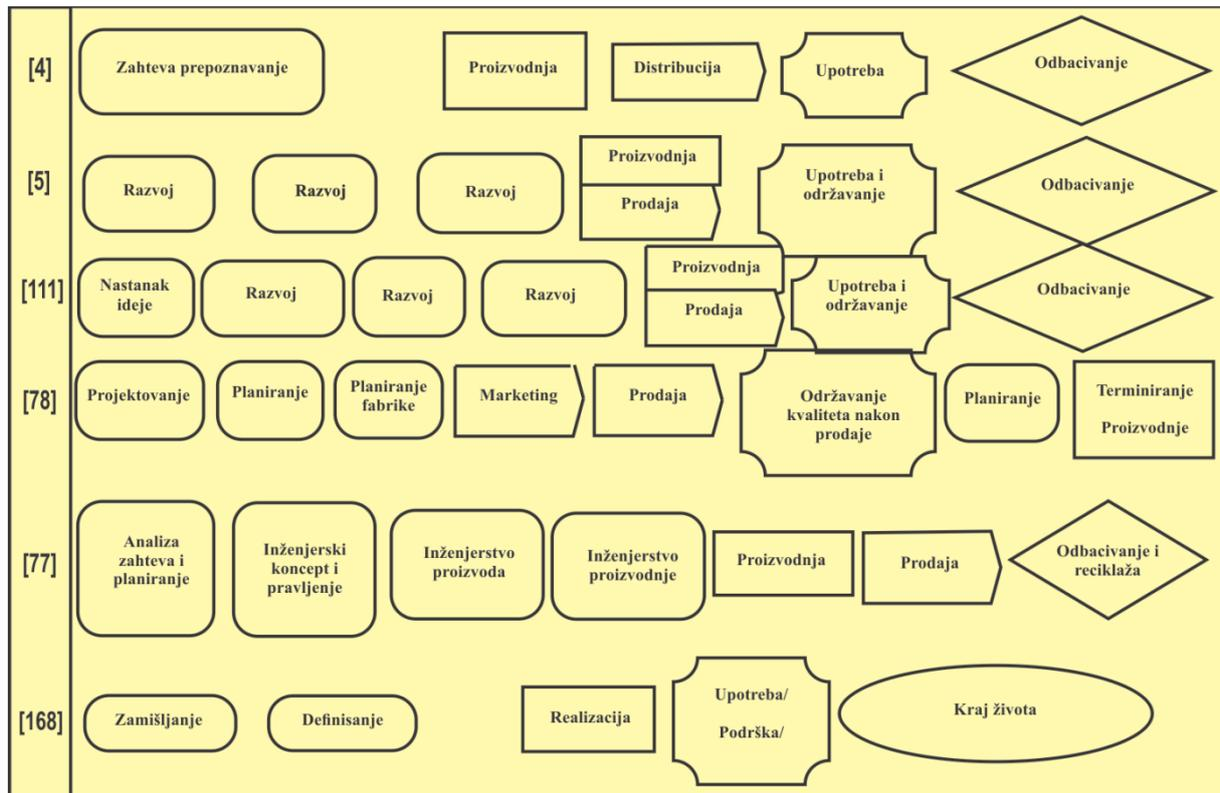 [4]
Zahteva prepoznavanje
Proizvodnja
Distribucija
Upotreba
Odbacivanje
[5]
Razvoj
Razvoj
Razvoj
Proizvodnja
Prodaja
Upotreba i
održavanje
Odbacivanje
[111]
Nastanak
ideje
Razvoj
Razvoj
Razvoj
Proizvodnja
Prodaja
Upotreba i
održavanje
Odbacivanje
[78]
Projektovanje
Planiranje
Planiranje
fabrike
Marketing
Prodaja
Održavanje
kvaliteta nakon
prodaje
Planiranje
Terminiranje
Proizvodnje
[77]
Analiza
zahteva i
planiranje
Inženjerski
koncept i
pravljenje
Inženjerstvo
proizvoda
Inženjerstvo
proizvodnje
Proizvodnja
Prodaja
Odbacivanje i
reciklaža
[168]
Zamišljanje
Definisanje
Realizacija
Upotreba/
Podrška/
Kraj života